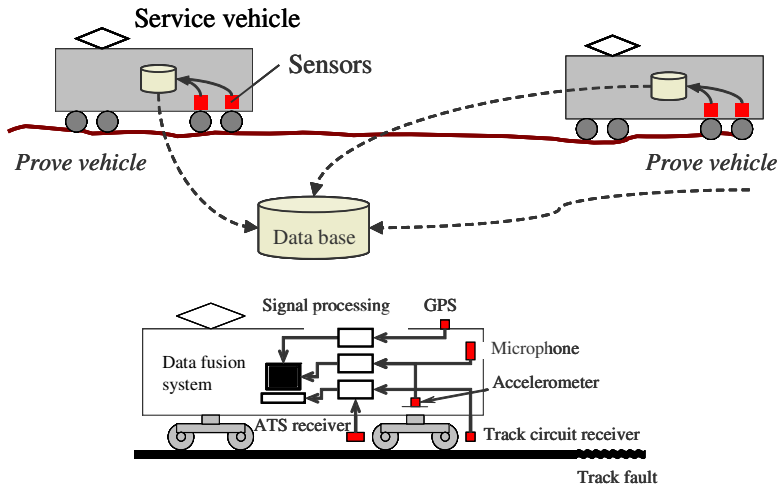 Service vehicle
Sensors
Prove vehicle
Prove vehicle
Data base
Signal processing
GPS
Microphone
Data fusion
system
Accelerometer
ATS receiver
Track circuit receiver
Track fault